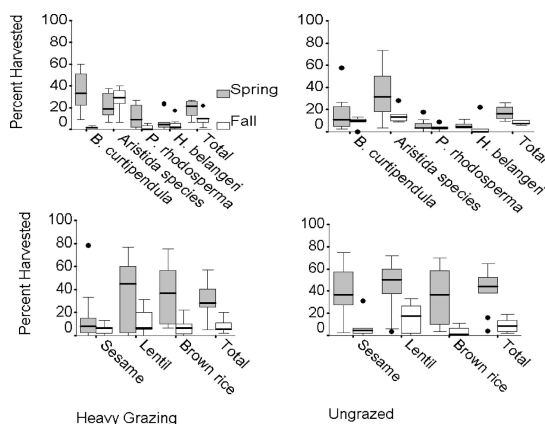 Percent Harvested
100
80
60
40
20
0
B. curtipendula
Aristida species
P. rhodosperma
H. belangeri
Total
Spring
Fall
100
80
60
40
20
0
B. curtipendula
Aristida species
P. rhodosperma
H. belangeri
Total
Percent Harvested
100
80
60
40
20
0
Sesame
Lentil
Brown rice
Total
100
80
60
40
20
0
Sesame
Lentil
Brown rice
Total
Heavy Grazing
Ungrazed